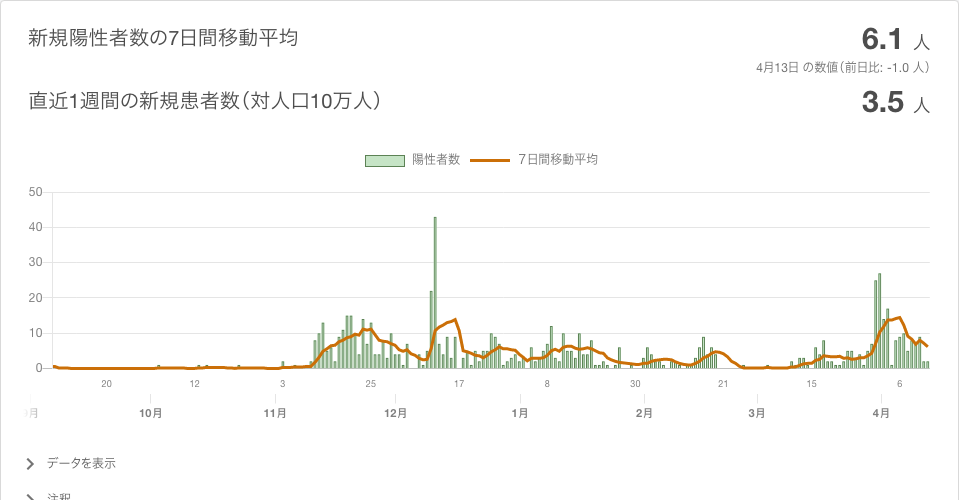 新規陽性者数の7日間移動平均
6.1 人
4月13日 の数値（前日比: -1.0 人）
直近1週間の新規患者数（対人口10万人）
3.5 人
陽性者数 7日間移動平均
50
40
30
20
10
0
20 12 3 25 17 8 30 21 15 6
月 10月 11月 12月 1月 2月 3月 4月
データを表示
注釈